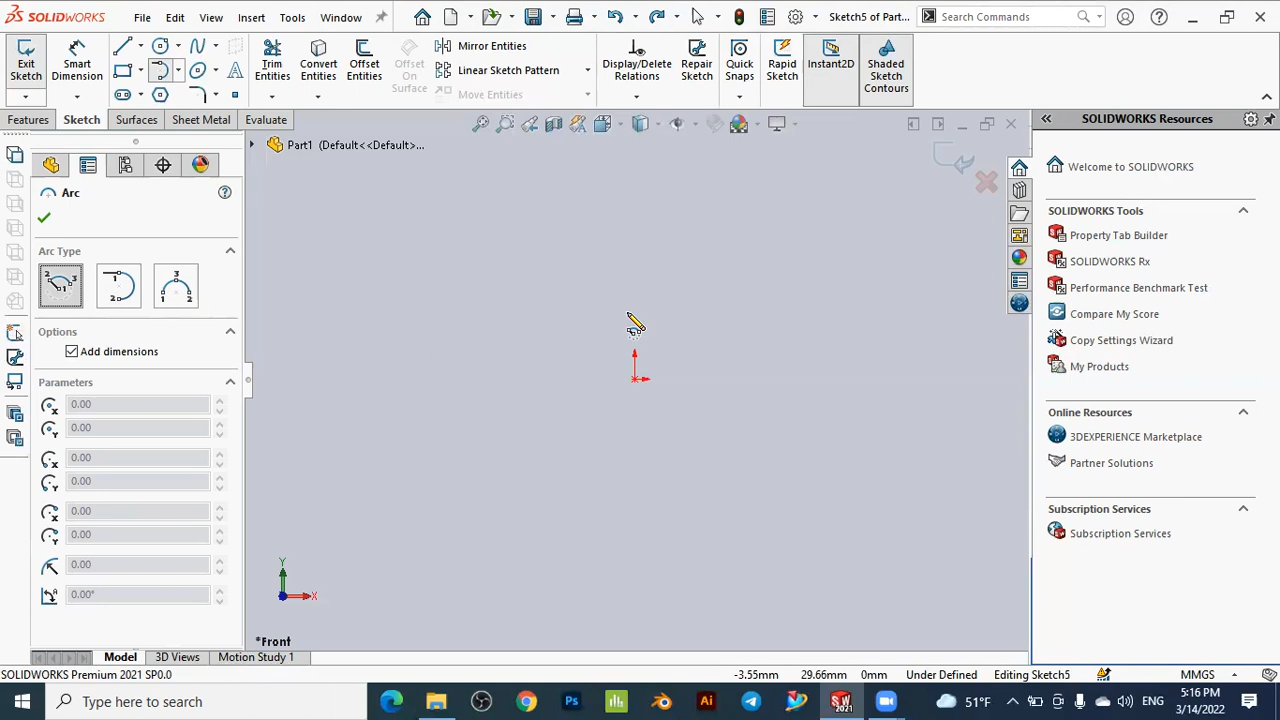 SOLIDWORKS
File
Edit
View
Insert
Tools
Window
Sketch5 of Part...
Search Commands
Exit Sketch
Smart Dimension
Trim Entities
Convert Entities
Offset Entities
Offset On Surface
Mirror Entities
Linear Sketch Pattern
Move Entities
Display/Delete Relations
Repair Sketch
Quick Snaps
Rapid Sketch
Instant2D
Shaded Sketch Contours
Features
Sketch
Surfaces
Sheet Metal
Evaluate
Part1 (Default<<Default>...
Arc
Arc Type
Options
Add dimensions
Parameters
0.00
0.00
0.00
0.00
0.00
0.00
0.00
0.00°
Y
X
*Front
Model
3D Views
Motion Study 1
SOLIDWORKS Resources
Welcome to SOLIDWORKS
SOLIDWORKS Tools
Property Tab Builder
SOLIDWORKS Rx
Performance Benchmark Test
Compare My Score
Copy Settings Wizard
My Products
Online Resources
3DEXPERIENCE Marketplace
Partner Solutions
Subscription Services
Subscription Services
SOLIDWORKS Premium 2021 SP0.0
-3.55mm
29.66mm
0mm
Under Defined
Editing Sketch5
MMGS
Type here to search
51°F
ENG
5:16 PM
3/14/2022